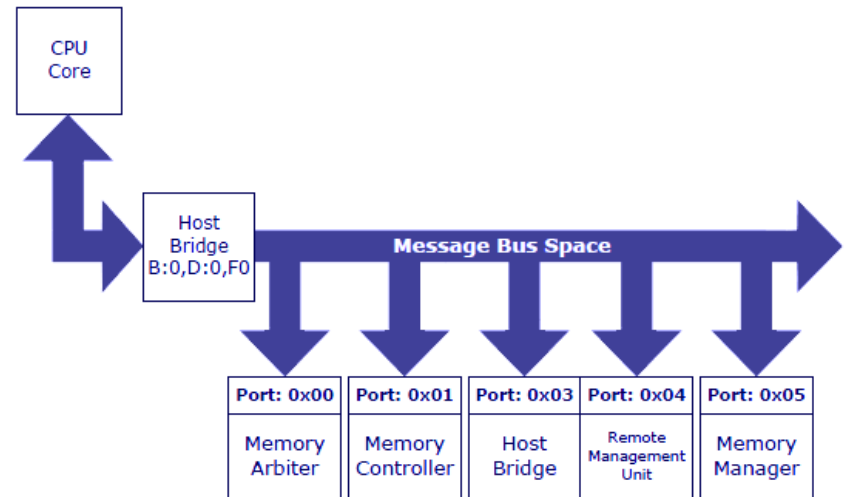 CPU
Core
Host
Bridge
B:0,D:0,F0
Message Bus Space
Port: 0x00
Memory
Arbiter
Port: 0x01
Memory
Controller
Port: 0x03
Host
Bridge
Port: 0x04
Remote
Management
Unit
Port: 0x05
Memory
Manager